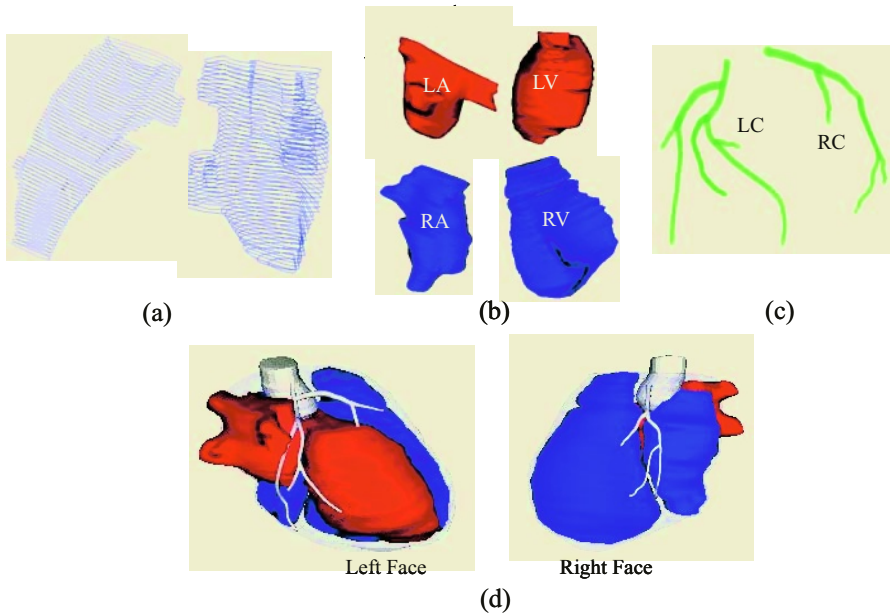 LA
LV
RA
RV
LC
RC
(a)
(b)
(c)
Left Face
Right Face
(d)